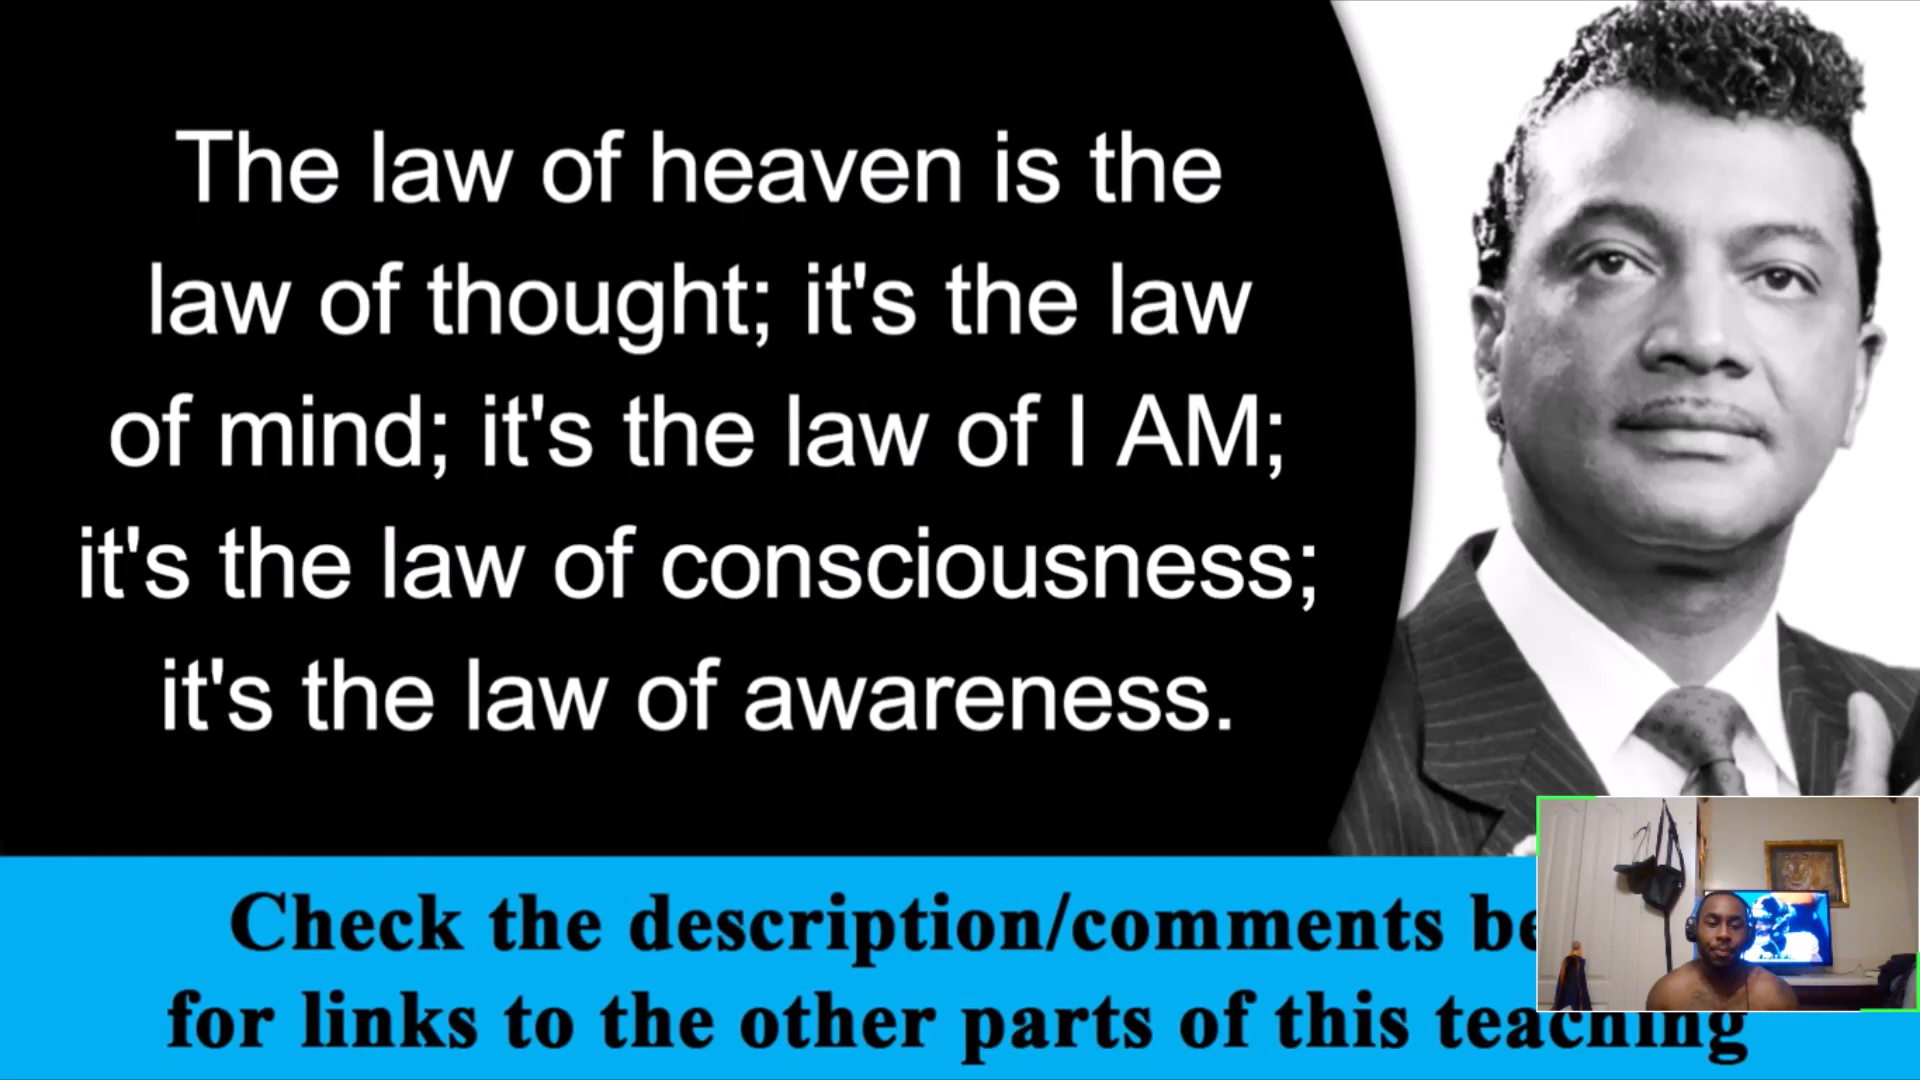 The law of heaven is the
law of thought; it's the law
of mind; it's the law of I AM;
it's the law of consciousness;
it's the law of awareness.
Check the description/comments
for links to the other parts of this teaching